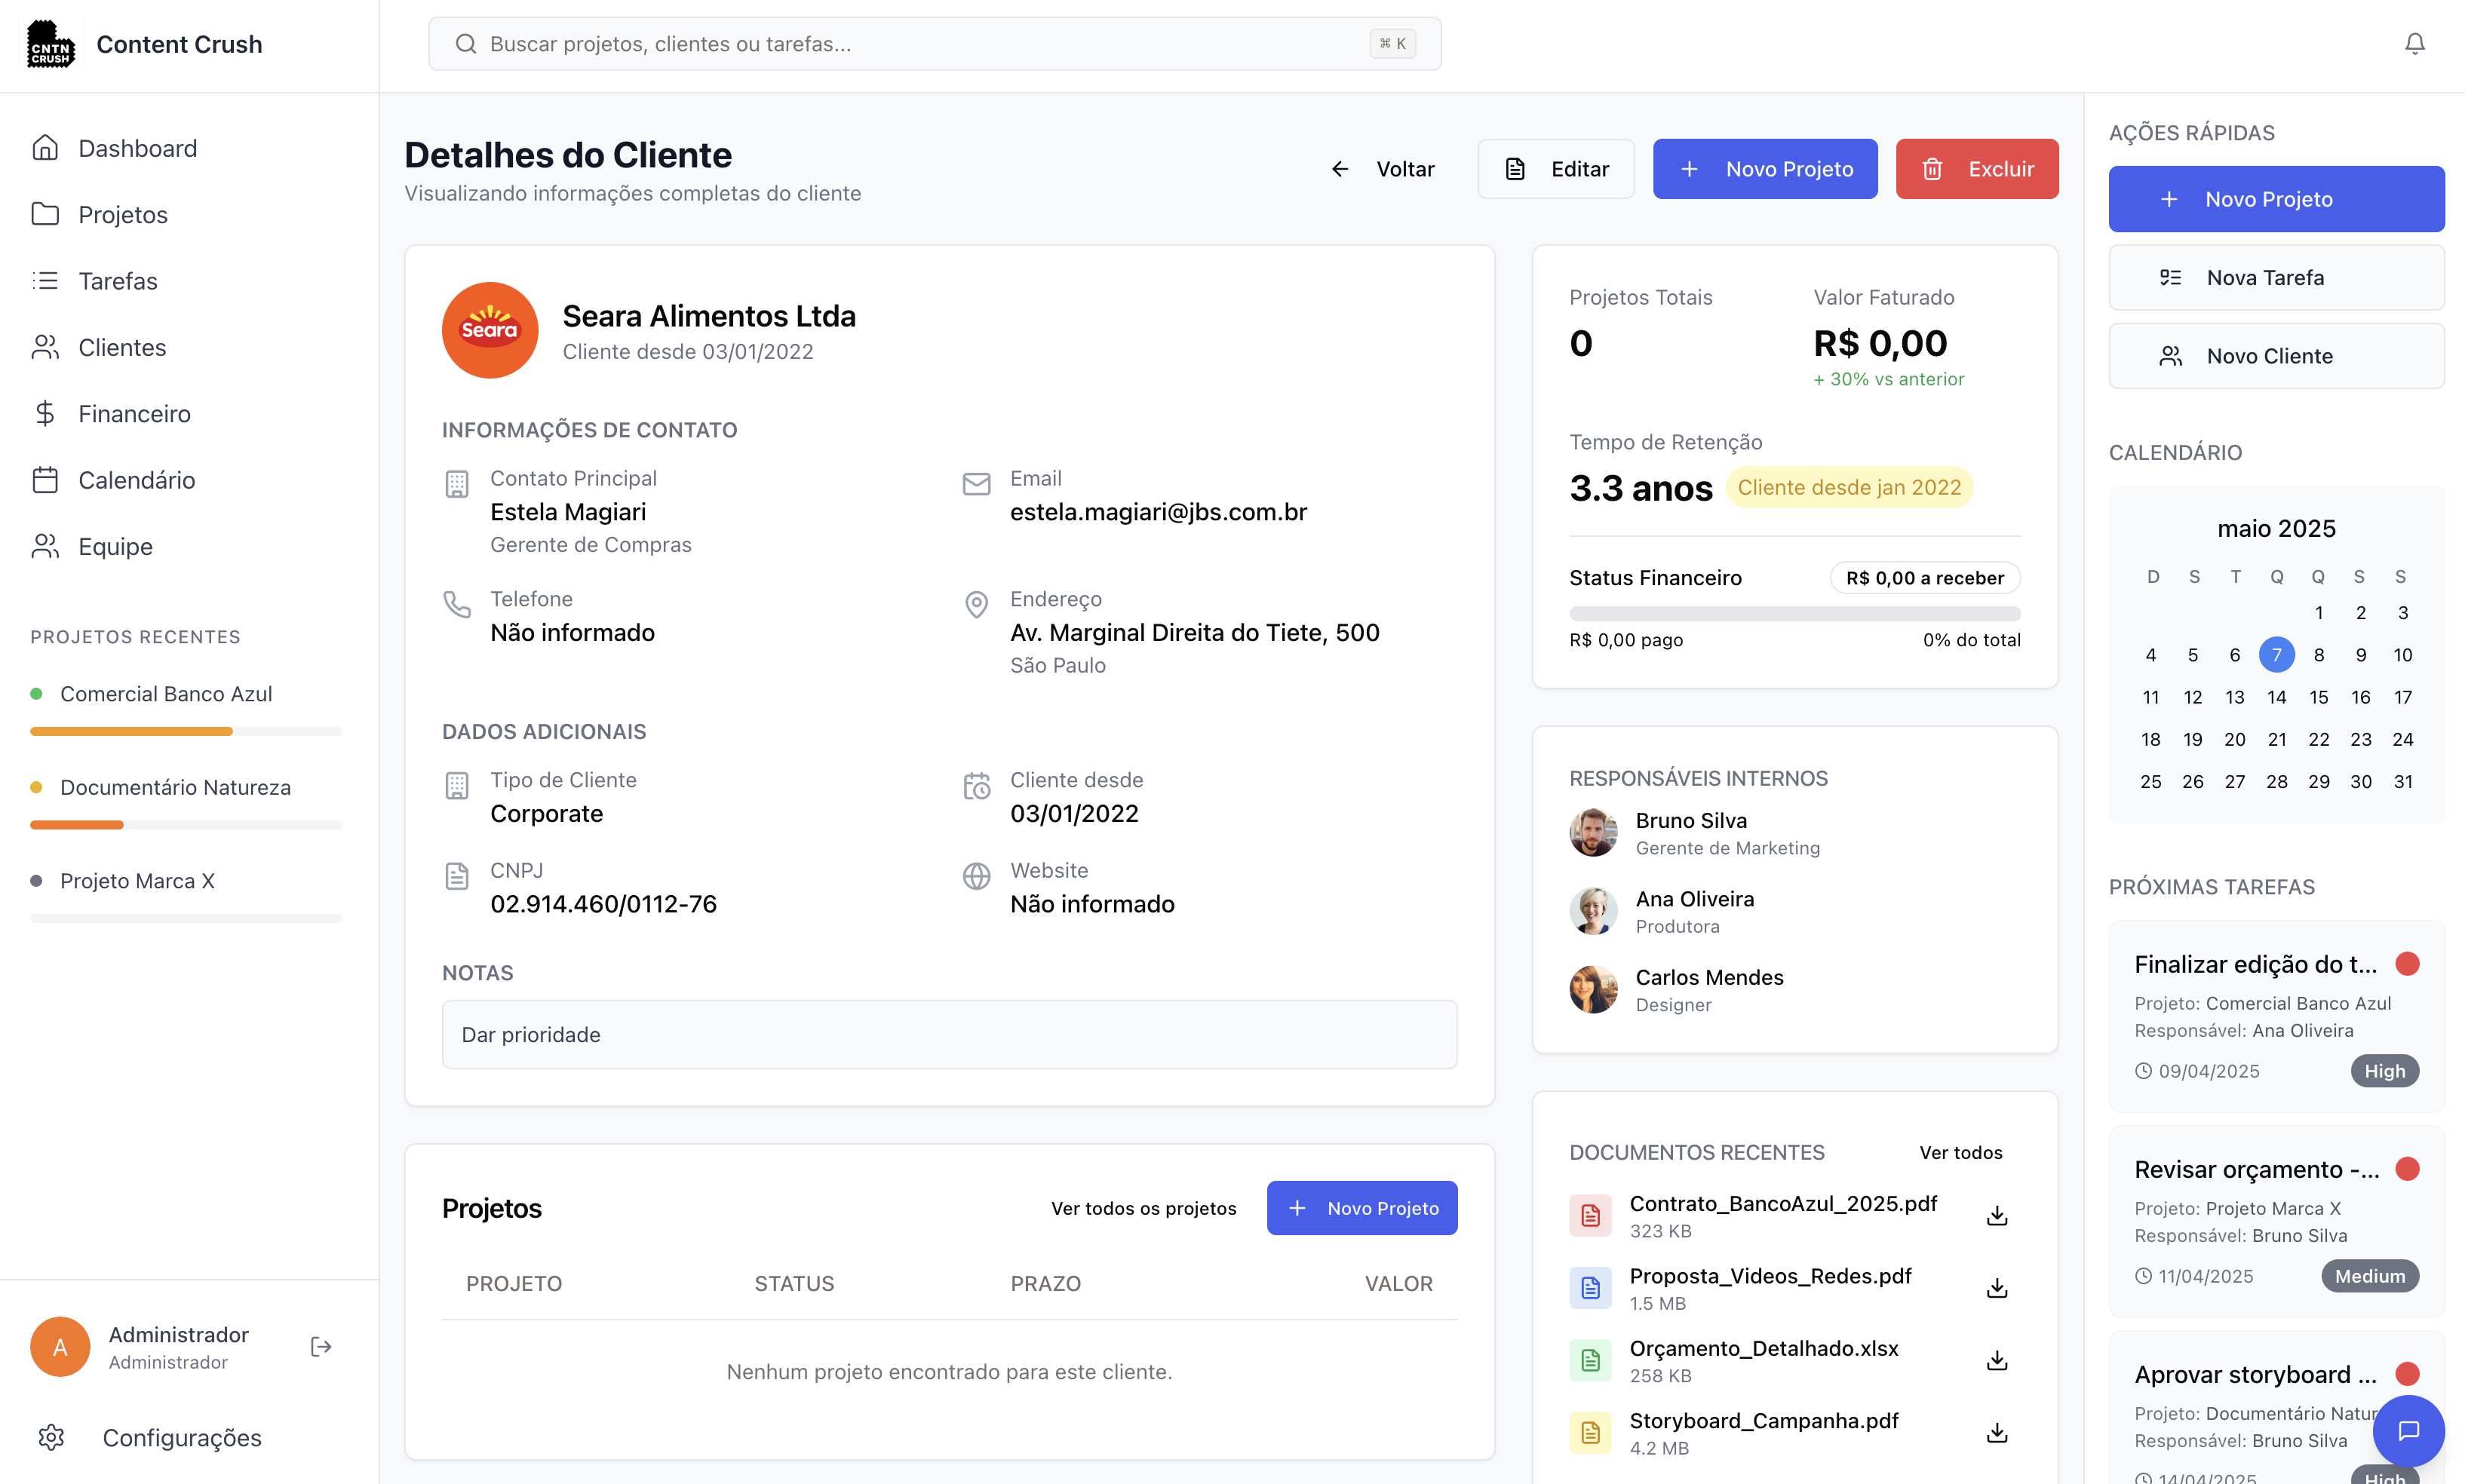 CNTN
CRUSH
Content Crush
Buscar projetos, clientes ou tarefas...
⌘ K
Dashboard
Projetos
Tarefas
Clientes
Financeiro
Calendário
Equipe
PROJETOS RECENTES
Comercial Banco Azul
Documentário Natureza
Projeto Marca X
A
Administrador
Administrador
Configurações
Detalhes do Cliente
Visualizando informações completas do cliente
Voltar
Editar
Novo Projeto
Excluir
Seara
Seara Alimentos Ltda
Cliente desde 03/01/2022
INFORMAÇÕES DE CONTATO
Contato Principal
Estela Magiari
Gerente de Compras
Email
estela.magiari@jbs.com.br
Telefone
Não informado
Endereço
Av. Marginal Direita do Tiete, 500
São Paulo
DADOS ADICIONAIS
Tipo de Cliente
Corporate
Cliente desde
03/01/2022
CNPJ
02.914.460/0112-76
Website
Não informado
NOTAS
Dar prioridade
Projetos
Ver todos os projetos
Novo Projeto
PROJETO STATUS PRAZO VALOR
Nenhum projeto encontrado para este cliente.
Projetos Totais
0
Valor Faturado
R$ 0,00
+ 30% vs anterior
Tempo de Retenção
3.3 anos
Cliente desde jan 2022
Status Financeiro
R$ 0,00 a receber
R$ 0,00 pago
0% do total
RESPONSÁVEIS INTERNOS
Bruno Silva
Gerente de Marketing
Ana Oliveira
Produtora
Carlos Mendes
Designer
DOCUMENTOS RECENTES
Ver todos
Contrato_BancoAzul_2025.pdf
323 KB
Proposta_Videos_Redes.pdf
1.5 MB
Orçamento_Detalhado.xlsx
258 KB
Storyboard_Campanha.pdf
4.2 MB
AÇÕES RÁPIDAS
Novo Projeto
Nova Tarefa
Novo Cliente
CALENDÁRIO
maio 2025
D S T Q Q S S
1 2 3
4 5 6 7 8 9 10
11 12 13 14 15 16 17
18 19 20 21 22 23 24
25 26 27 28 29 30 31
PRÓXIMAS TAREFAS
Finalizar edição do t...
Projeto: Comercial Banco Azul
Responsável: Ana Oliveira
09/04/2025
High
Revisar orçamento -...
Projeto: Projeto Marca X
Responsável: Bruno Silva
11/04/2025
Medium
Aprovar storyboard ...
Projeto: Documentário Natur
Responsável: Bruno Silva
14/04/2025
High